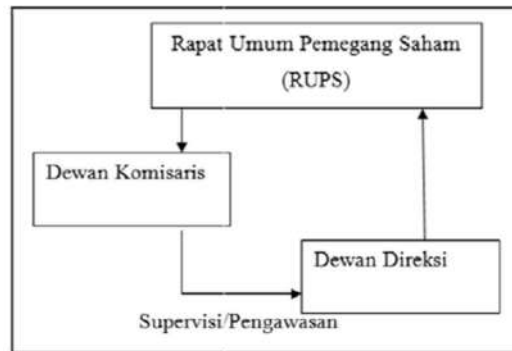 Rapat Umum Pemegang Saham
(RUPS)
Dewan Komisaris
Dewan Direksi
Supervisi/Pengawasan